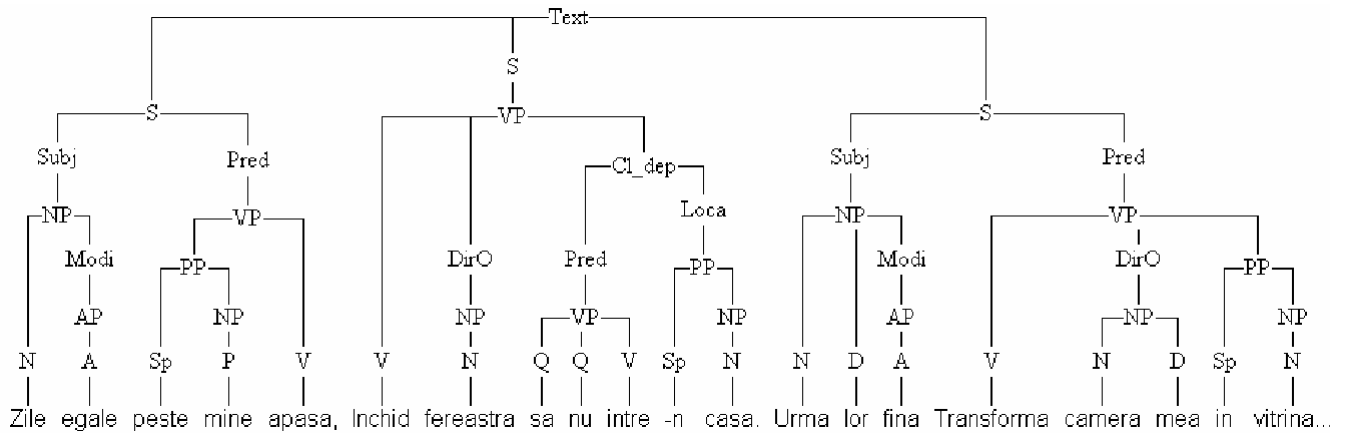 Text
S
S VP S
Subj Pred Cl_dep Subj Pred
NP VP Loca NP VP
Modi PP DirO Pred PP Modi DirO PP
AP NP NP VP NP AP NP NP
N A Sp P V V N Q Q V Sp N N D A V N D Sp N
Zile egale peste mine apasa, Inchid fereastra sa nu intre -n casa. Urma lor fina Transforma camera mea in vitrina...